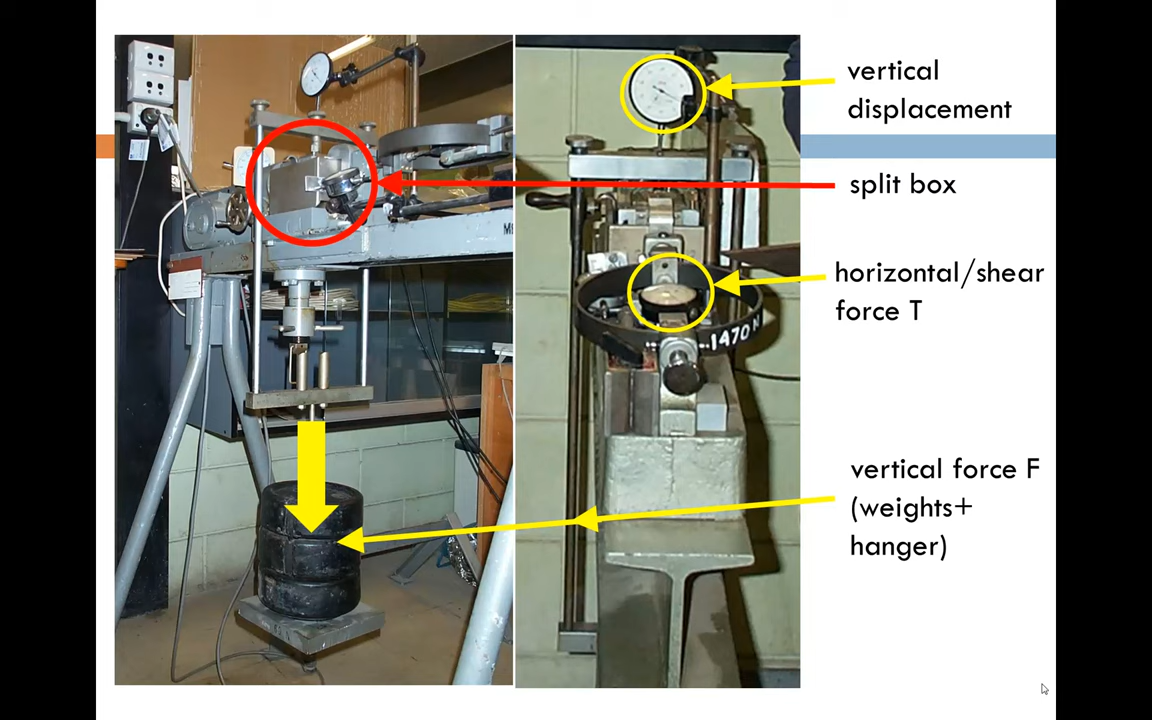 vertical
displacement
split box
horizontal/shear
force T
1470 N
vertical force F
(weights+
hanger)